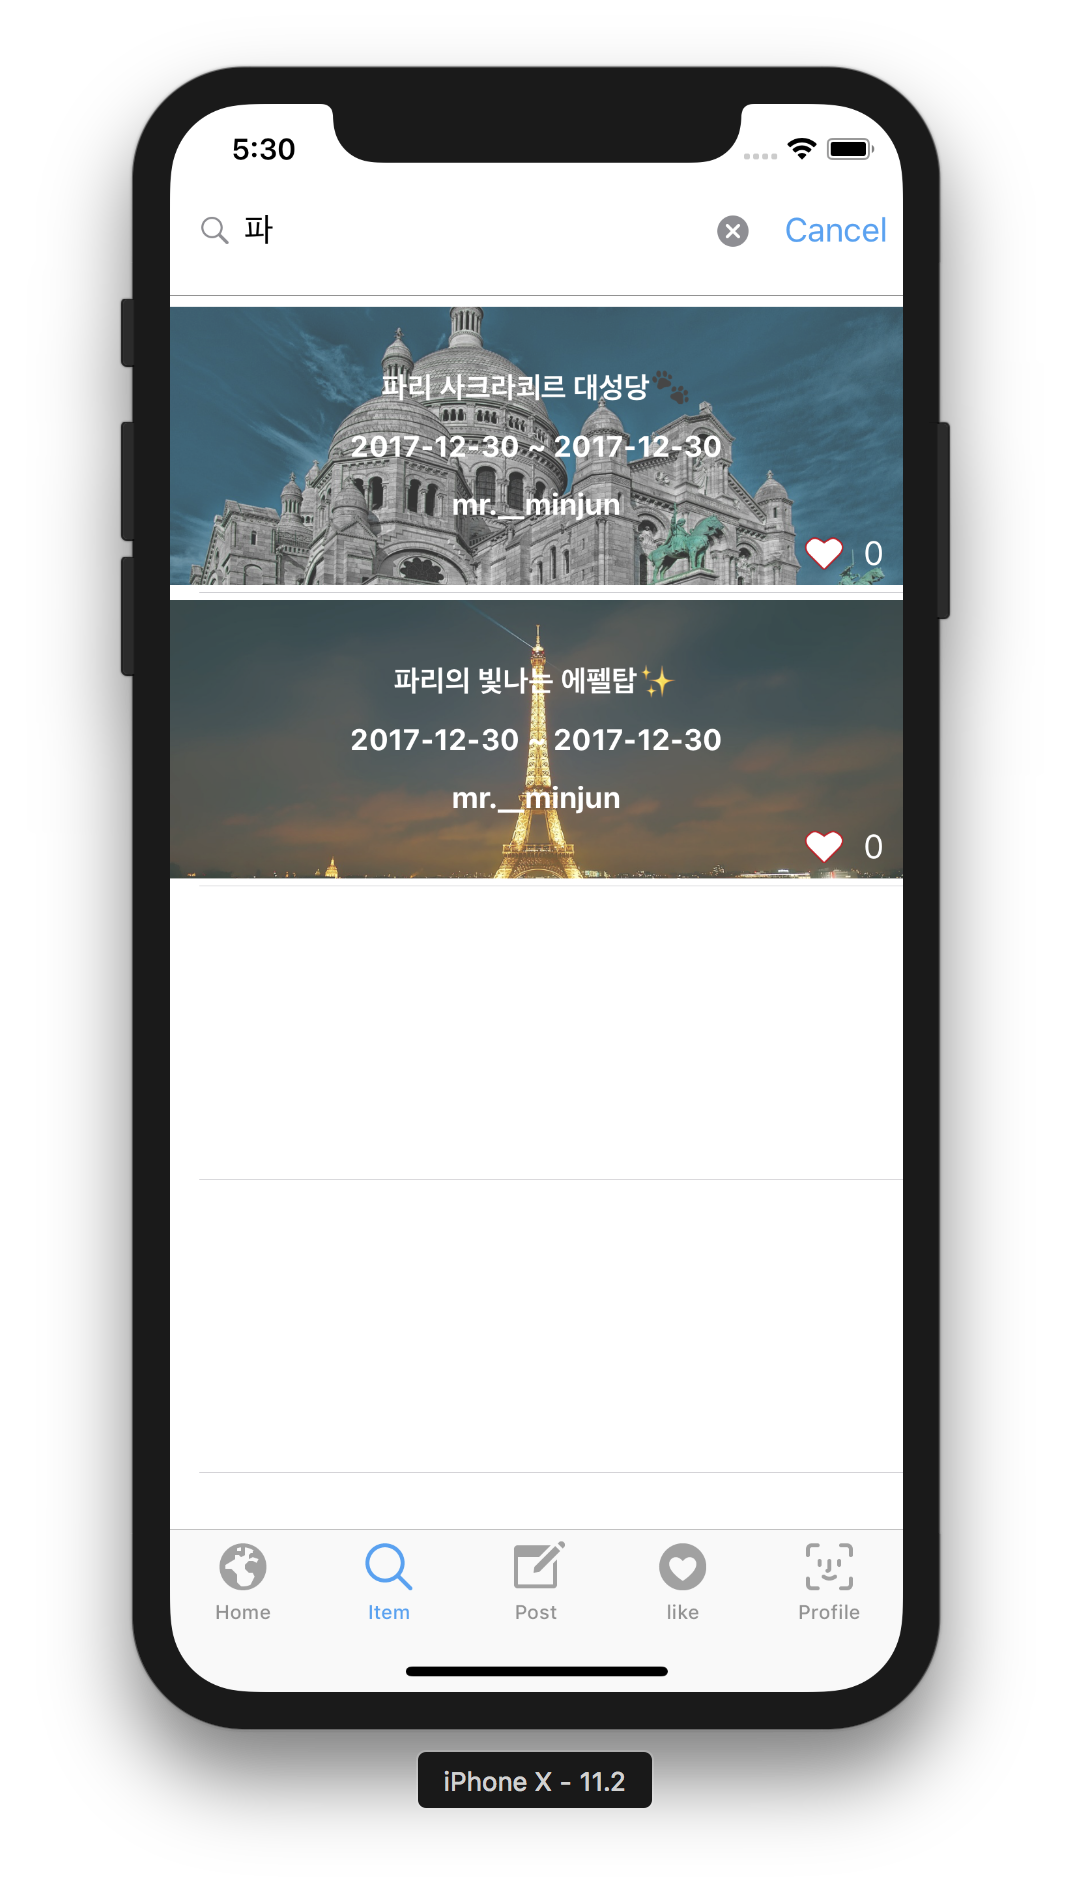 5:30
파
Cancel
파리 사크라쾨르 대성당🐾
2017-12-30 ~ 2017-12-30
mr.__minjun
0
파리의 빛나는 에펠탑✨
2017-12-30 ~ 2017-12-30
mr.__minjun
0
Home
Item
Post
like
Profile
iPhone X - 11.2